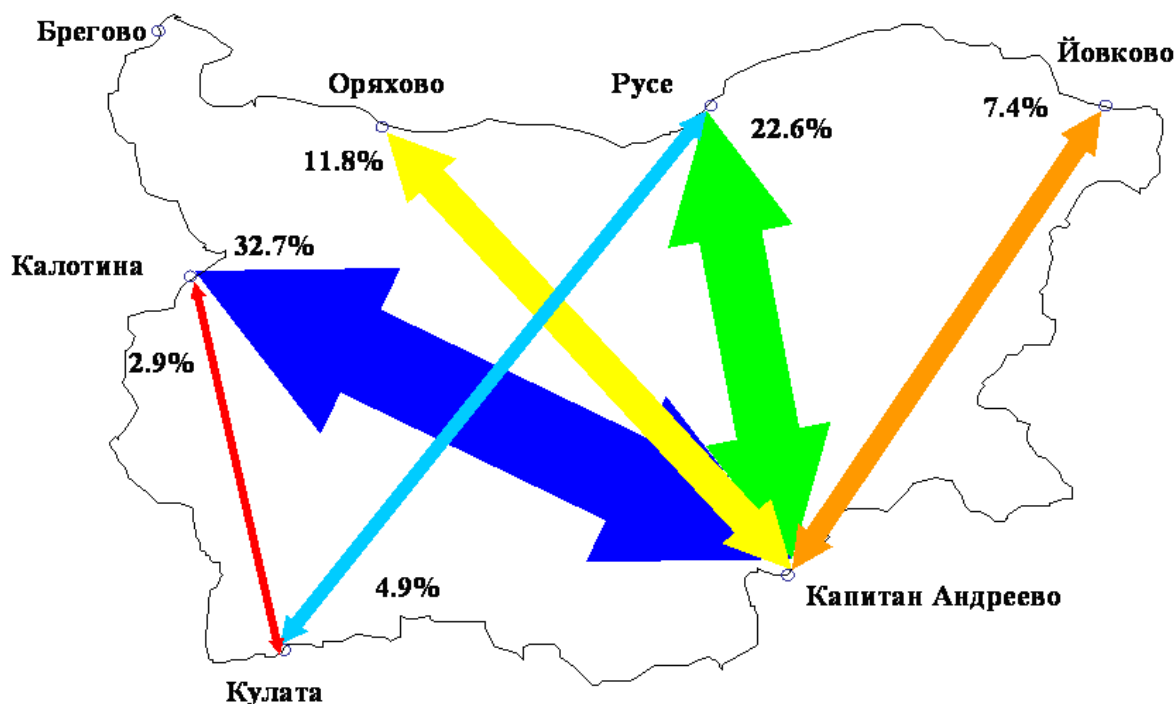 Брегово
Оряхово
Русе
Йовково
11.8%
22.6%
7.4%
Калотина
32.7%
2.9%
4.9%
Капитан Андреево
Кулата